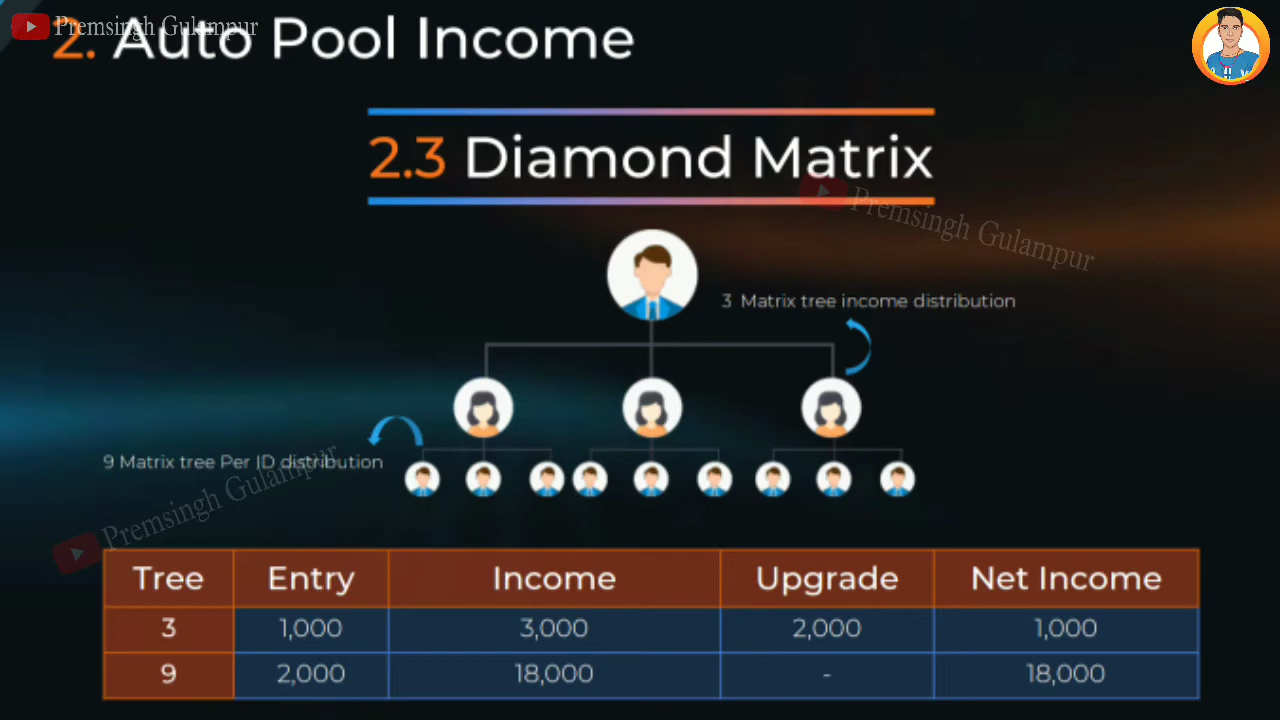 Premsingh Gulampur
2. Auto Pool Income
2.3 Diamond Matrix
Premsingh Gulampur
3 Matrix tree income distribution
9 Matrix tree Per ID distribution
Premsingh Gulampur
Tree Entry Income Upgrade Net Income
3 1,000 3,000 2,000 1,000
9 2,000 18,000 - 18,000